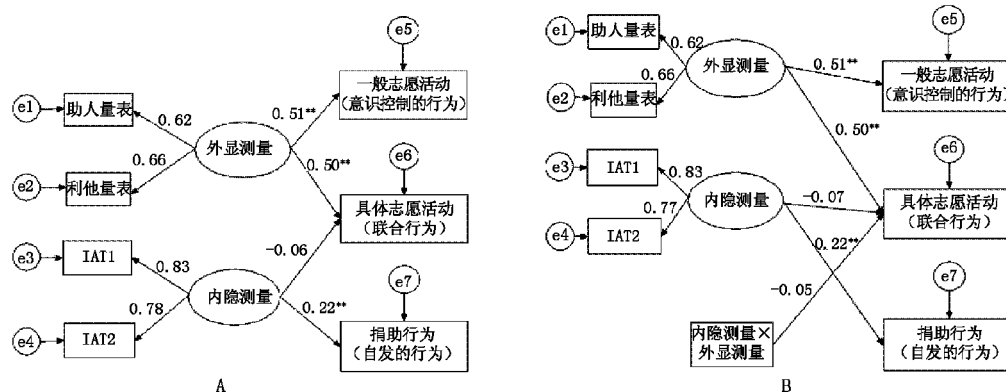 e5
一般志愿活动
(意识控制的行为)
e1
助人量表
0.62
0.51**
外显测量
0.66
e2
利他量表
0.50**
e6
具体志愿活动
(联合行为)
-0.06
e3
IAT1
0.83
内隐测量
0.78
e4
IAT2
0.22**
e7
捐助行为
(自发的行为)
A
e5
一般志愿活动
(意识控制的行为)
e1
助人量表
0.62
0.51**
外显测量
0.66
e2
利他量表
0.50**
e6
具体志愿活动
(联合行为)
e3
IAT1
0.83
内隐测量
-0.07
0.77
e4
IAT2
0.22**
-0.05
e7
捐助行为
(自发的行为)
内隐测量×
外显测量
B